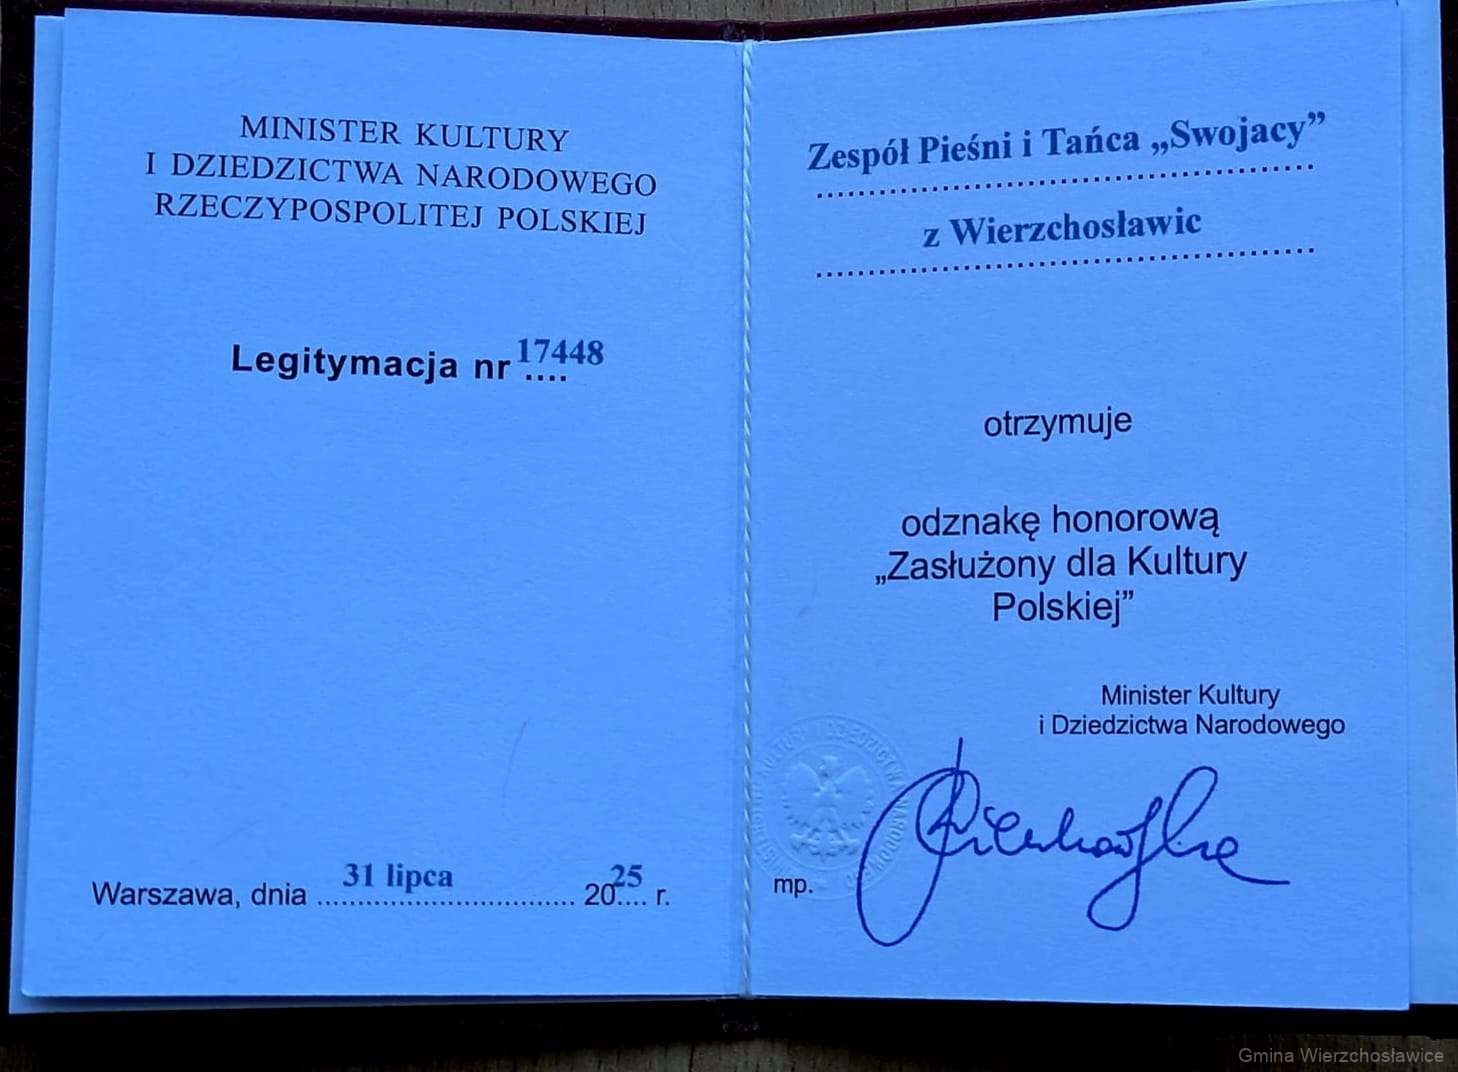 MINISTER KULTURY
I DZIEDZICTWA NARODOWEGO
RZECZYPOSPOLITEJ POLSKIEJ
Legitymacja nr 17448
Warszawa, dnia 31 lipca 2025 r.
Zespół Pieśni i Tańca „Swojacy”
z Wierzchosławic
otrzymuje
odznakę honorową
„Zasłużony dla Kultury
Polskiej”
Minister Kultury
i Dziedzictwa Narodowego
mp.
Gmina Wierzchosławice